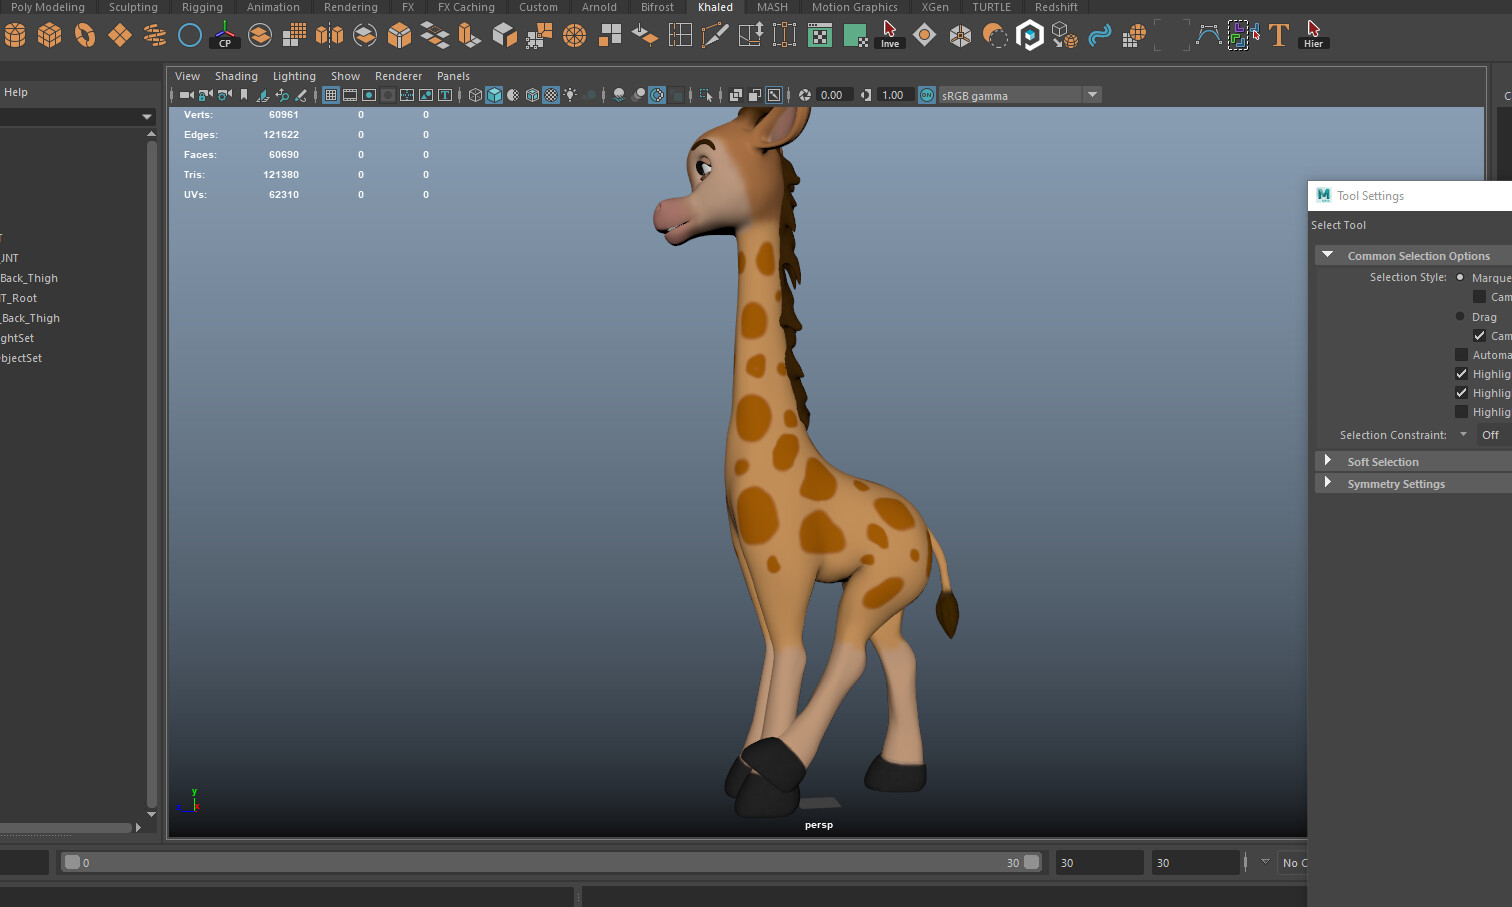 Poly Modeling Sculpting Rigging Animation Rendering FX FX Caching Custom Arnold Bifrost Khaled MASH Motion Graphics XGen TURTLE Redshift
CP Inve T Hier
View Shading Lighting Show Renderer Panels
Help
0.00 1.00 ON sRGB gamma
Verts: 60961 0 0
Edges: 121622 0 0
Faces: 60690 0 0
Tris: 121380 0 0
UVs: 62310 0 0
M Tool Settings
Select Tool
Common Selection Options
Selection Style: Marque
Cam
Drag
Cam
Automa
Highlig
Highlig
Highlig
Selection Constraint: Off
Soft Selection
Symmetry Settings
T
JNT
Back_Thigh
T_Root
_Back_Thigh
ghtSet
bjectSet
y
x
persp
0 30 30 30 No C